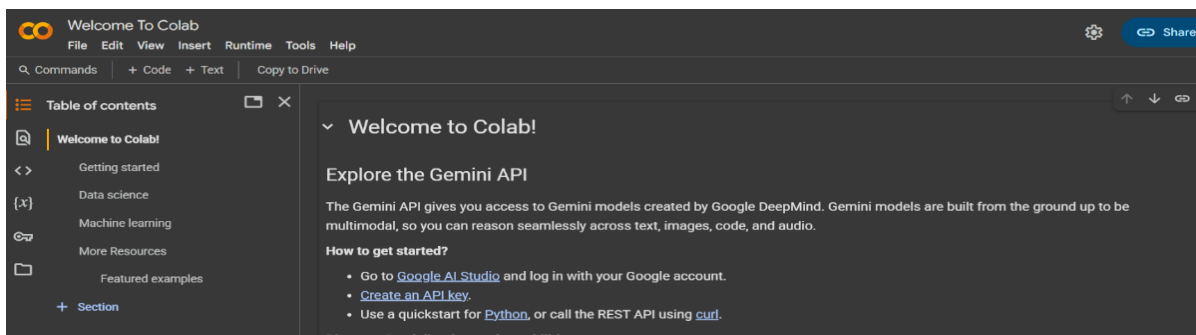 Welcome To Colab
File Edit View Insert Runtime Tools Help
Share
Commands + Code + Text Copy to Drive
Table of contents
Welcome to Colab!
Getting started
Data science
Machine learning
More Resources
Featured examples
+ Section
{x}
Welcome to Colab!
Explore the Gemini API
The Gemini API gives you access to Gemini models created by Google DeepMind. Gemini models are built from the ground up to be
multimodal, so you can reason seamlessly across text, images, code, and audio.
How to get started?
• Go to Google AI Studio and log in with your Google account.
• Create an API key.
• Use a quickstart for Python, or call the REST API using curl.